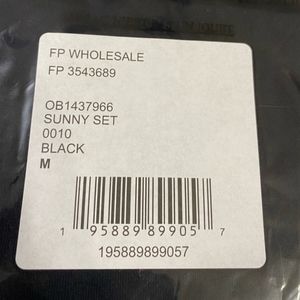 FP WHOLESALE
FP 3543689
OB1437966
SUNNY SET
0010
BLACK
M
1 95889 89905 7
195889899057